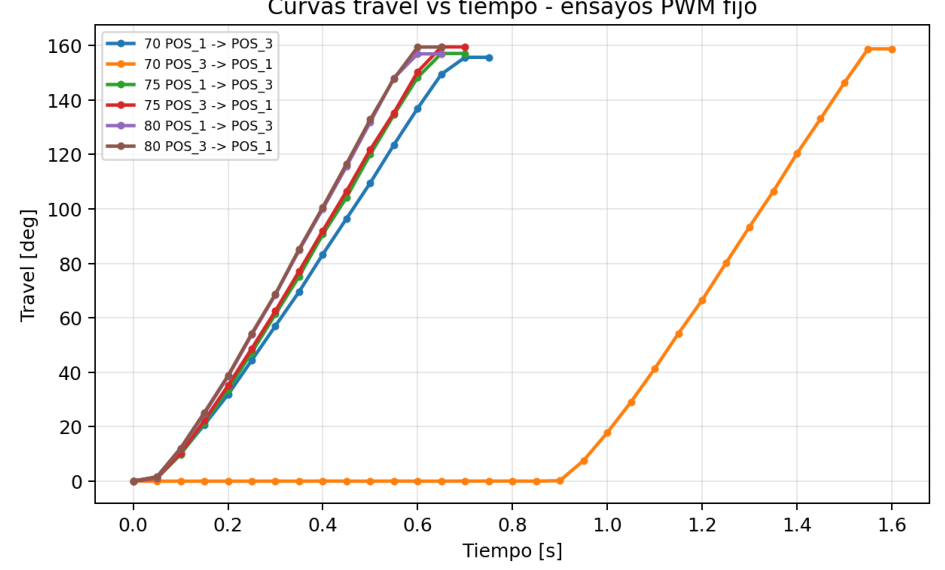 Curvas travel vs tiempo - ensayos PWM fijo
160
140
120
100
80
60
40
20
0
Travel [deg]
70 POS_1 -> POS_3
70 POS_3 -> POS_1
75 POS_1 -> POS_3
75 POS_3 -> POS_1
80 POS_1 -> POS_3
80 POS_3 -> POS_1
0.0 0.2 0.4 0.6 0.8 1.0 1.2 1.4 1.6
Tiempo [s]